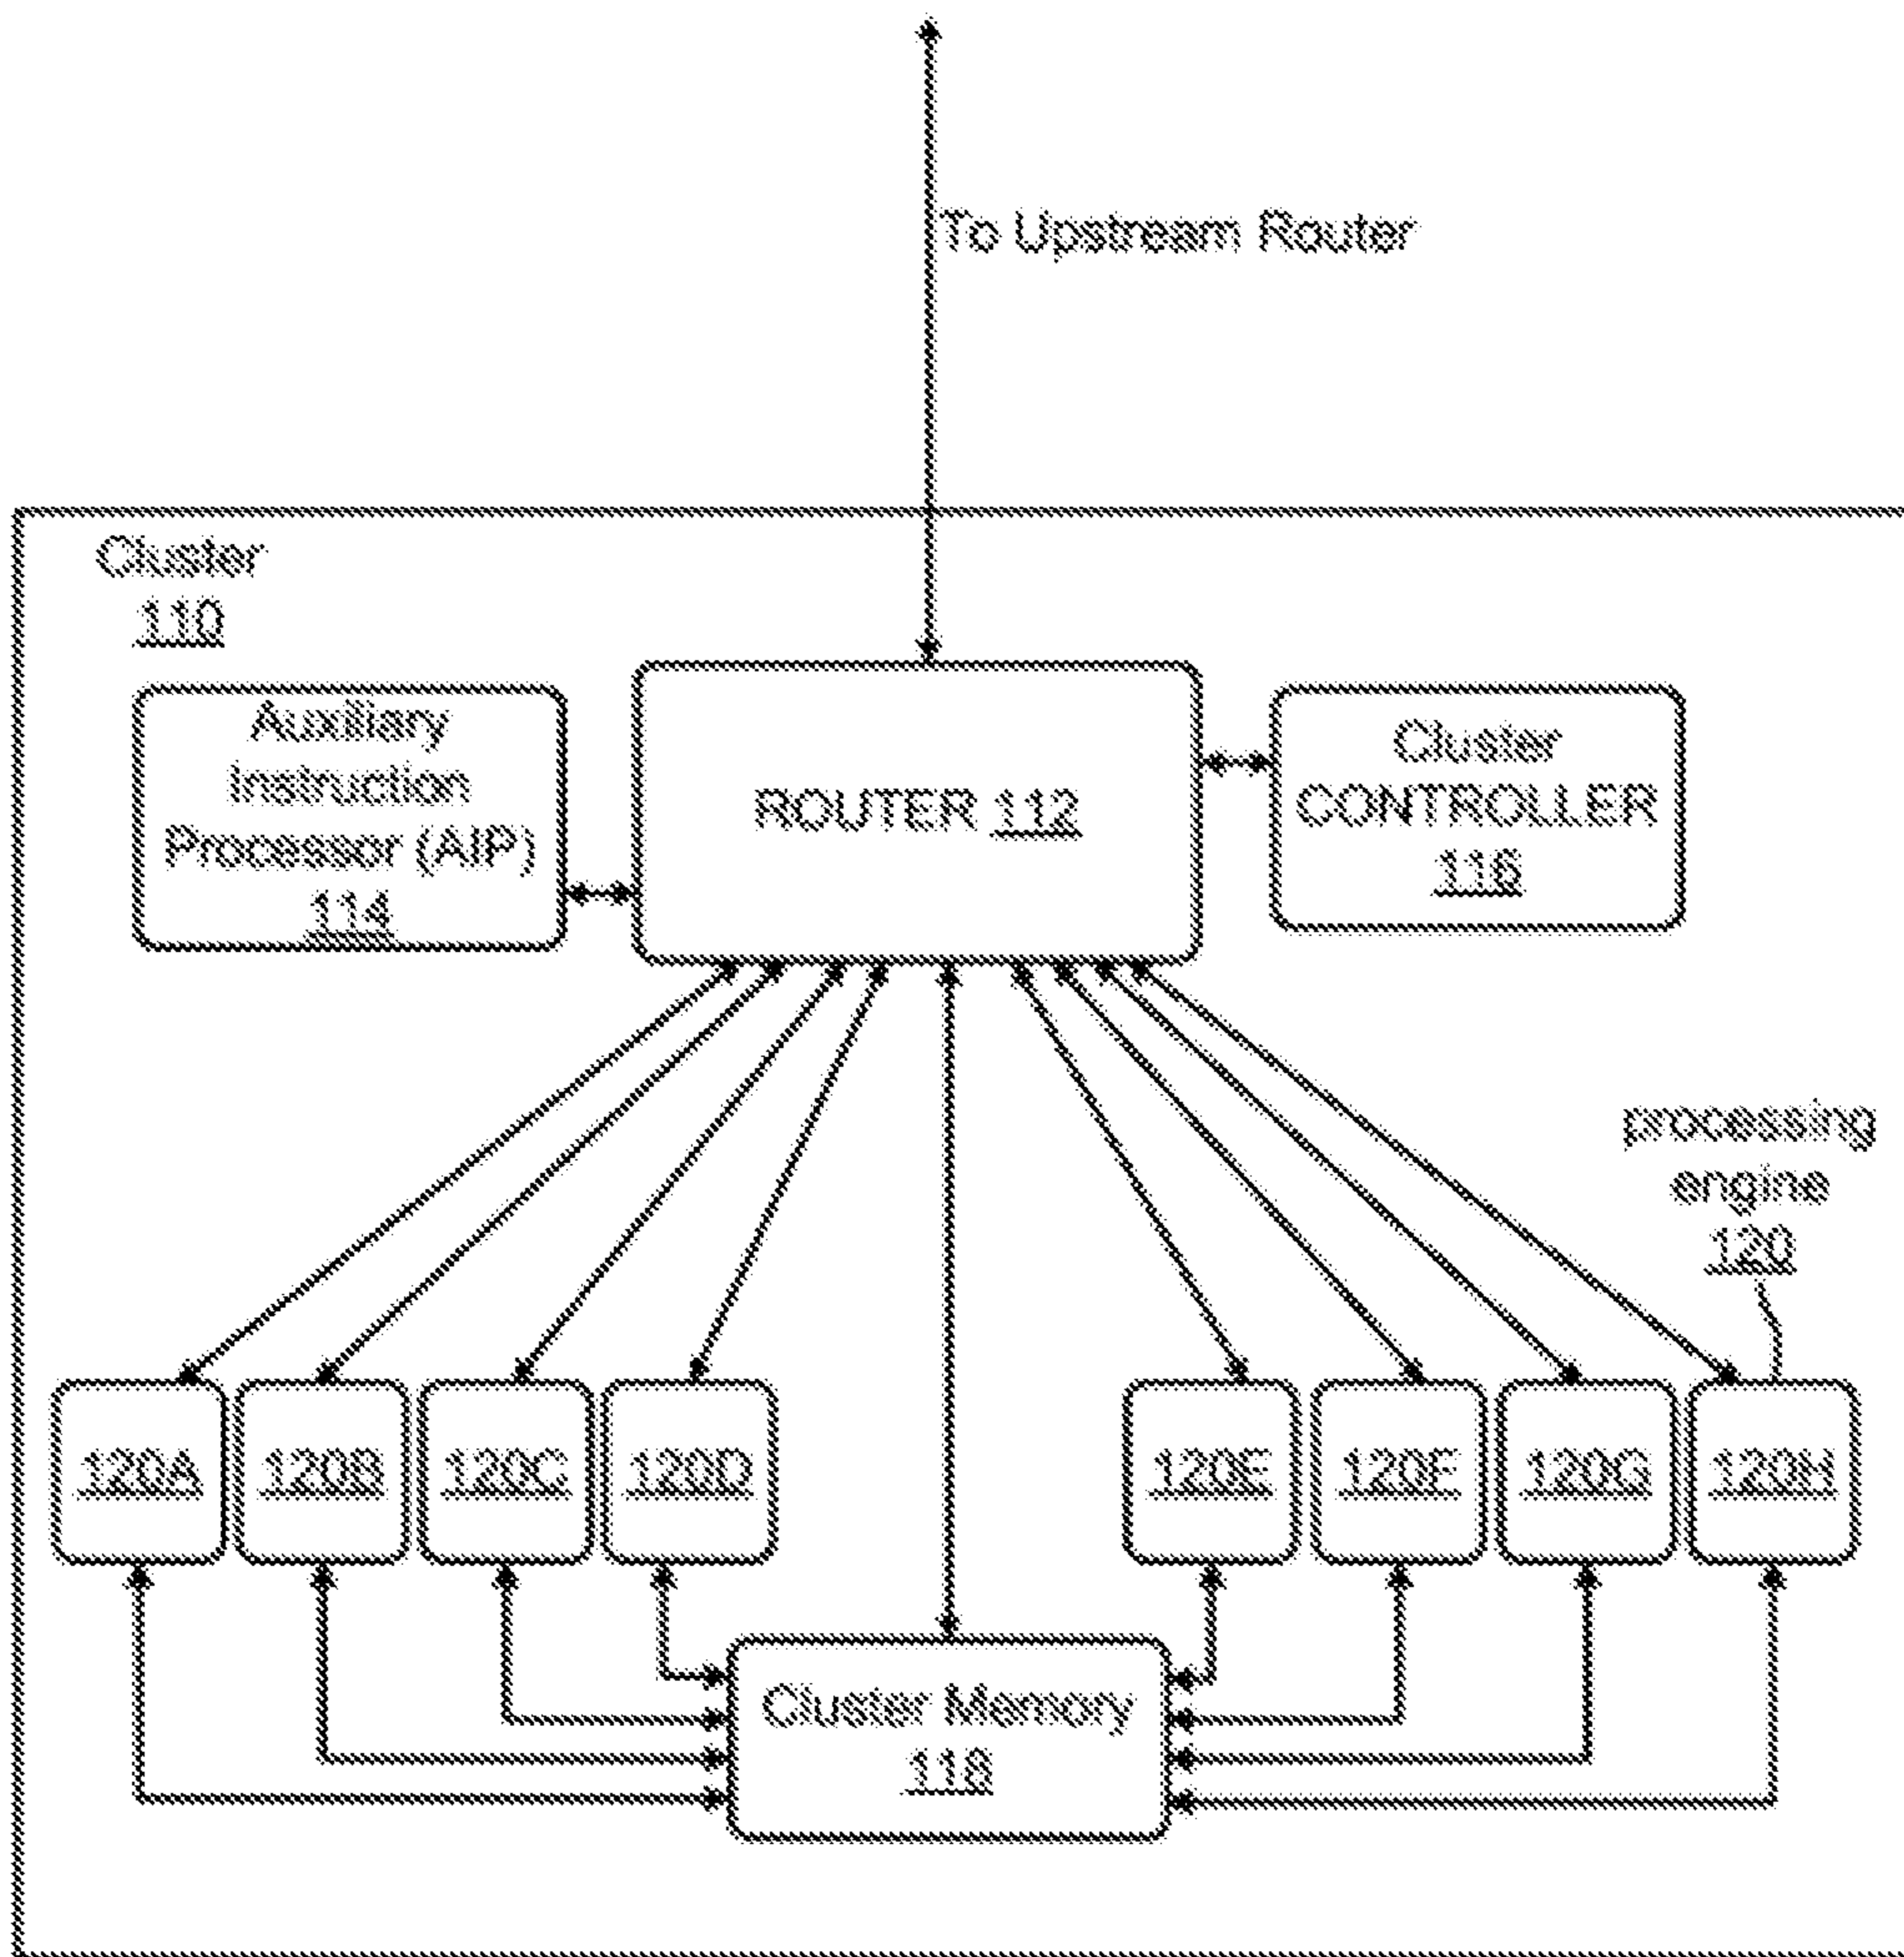 To Upstream Router
Cluster
110
Auxiliary
Instruction
Processor (AIP)
114
ROUTER 112
Cluster
CONTROLLER
116
processing
engine
120
120A
120B
120C
120D
120E
120F
120G
120H
Cluster Memory
118